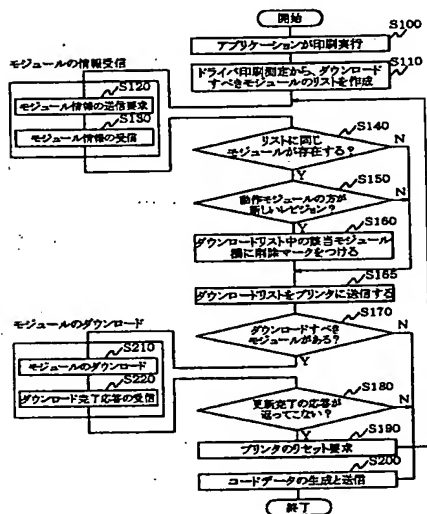 開始
S100
アプリケーションが印刷実行
S110
ドライバ印刷測定から、ダウンロード
すべきモジュールのリストを作成
モジュールの情報受信
S120
モジュール情報の送信要求
S130
モジュール情報の受信
S140
リストに同じ
モジュールが存在する?
N
Y
S150
動作モジュールの方が
新しいレビジョン?
N
Y
S160
ダウンロードリスト中の該当モジュール
欄に削除マークをつける
S165
ダウンロードリストをプリンタに送信する
S170
ダウンロードすべき
モジュールがある?
N
Y
モジュールのダウンロード
S210
モジュールのダウンロード
S220
ダウンロード完了応答の受信
S180
更新完了の応答が
返ってこない?
N
Y
S190
プリンタのリセット要求
S200
コードデータの生成と送信
終了